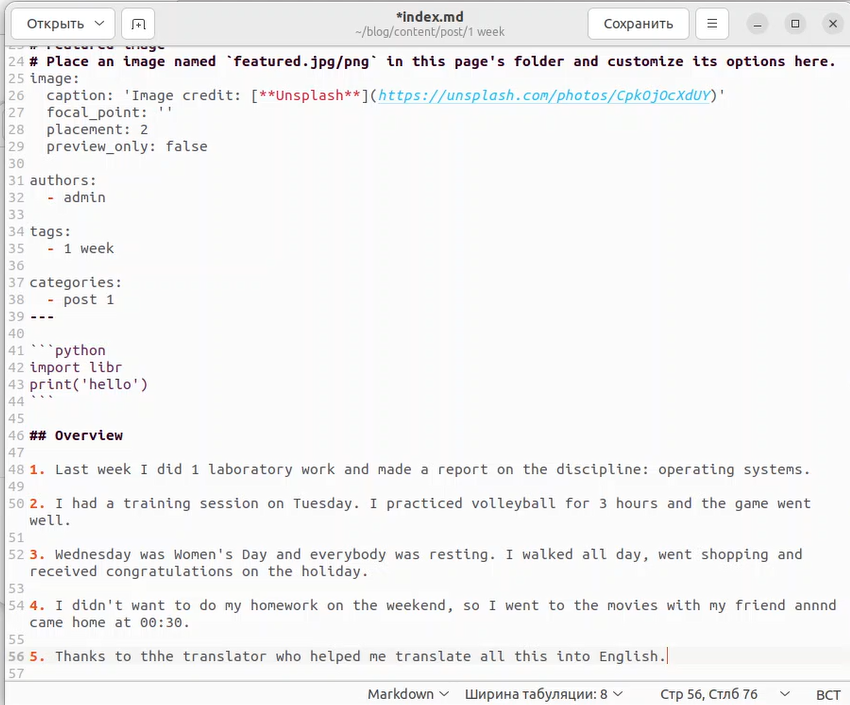 Открыть
*index.md
~/blog/content/post/1 week
Сохранить
23 # Featured image
24 # Place an image named `featured.jpg/png` in this page's folder and customize its options here.
25 image:
26 caption: 'Image credit: [**Unsplash**](https://unsplash.com/photos/CpkOjOcXdUY)'
27 focal_point: ''
28 placement: 2
29 preview_only: false
30
31 authors:
32 - admin
33
34 tags:
35 - 1 week
36
37 categories:
38 - post 1
39 ---
40
41 ```python
42 import libr
43 print('hello')
44 ```
45
46 ## Overview
47
48 1. Last week I did 1 laboratory work and made a report on the discipline: operating systems.
49
50 2. I had a training session on Tuesday. I practiced volleyball for 3 hours and the game went
well.
51
52 3. Wednesday was Women's Day and everybody was resting. I walked all day, went shopping and
received congratulations on the holiday.
53
54 4. I didn't want to do my homework on the weekend, so I went to the movies with my friend annnd
came home at 00:30.
55
56 5. Thanks to thhe translator who helped me translate all this into English.
57
Markdown Ширина табуляции: 8 Стр 56, Стлб 76 ВСТ